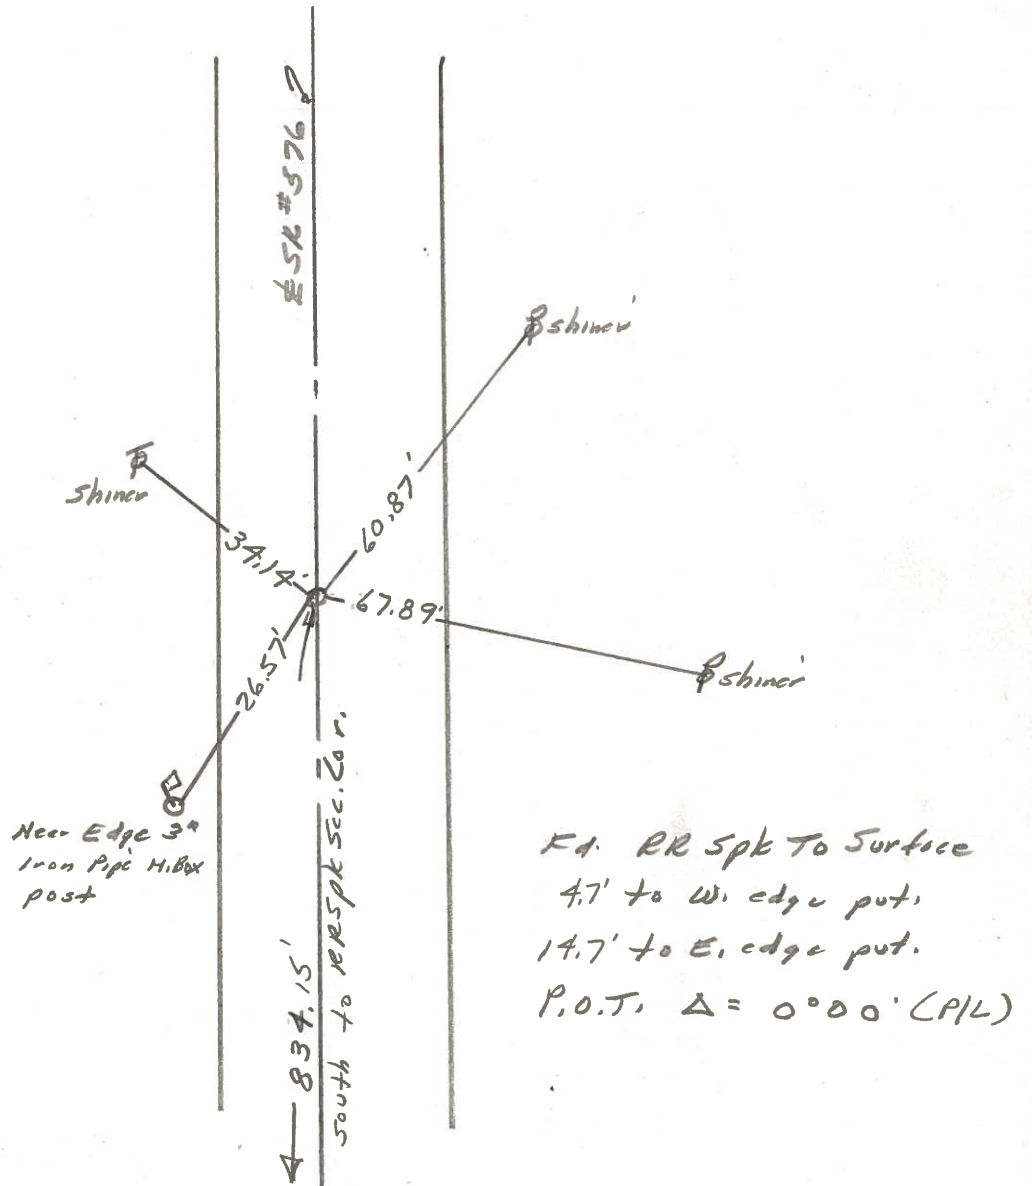 ℄ SR #576
shiner
shiner
60.87'
34.14'
67.89'
shiner
26.57'
Near Edge 3"
Iron Pipe M.Box
post
834.15'
South to RRSpk Sec. Cor.
Fd. RR Spk To Surface
4.7' to W. edge pvt.
14.7' to E. edge pvt.
P.O.T. Δ = 0°00' (P/L)